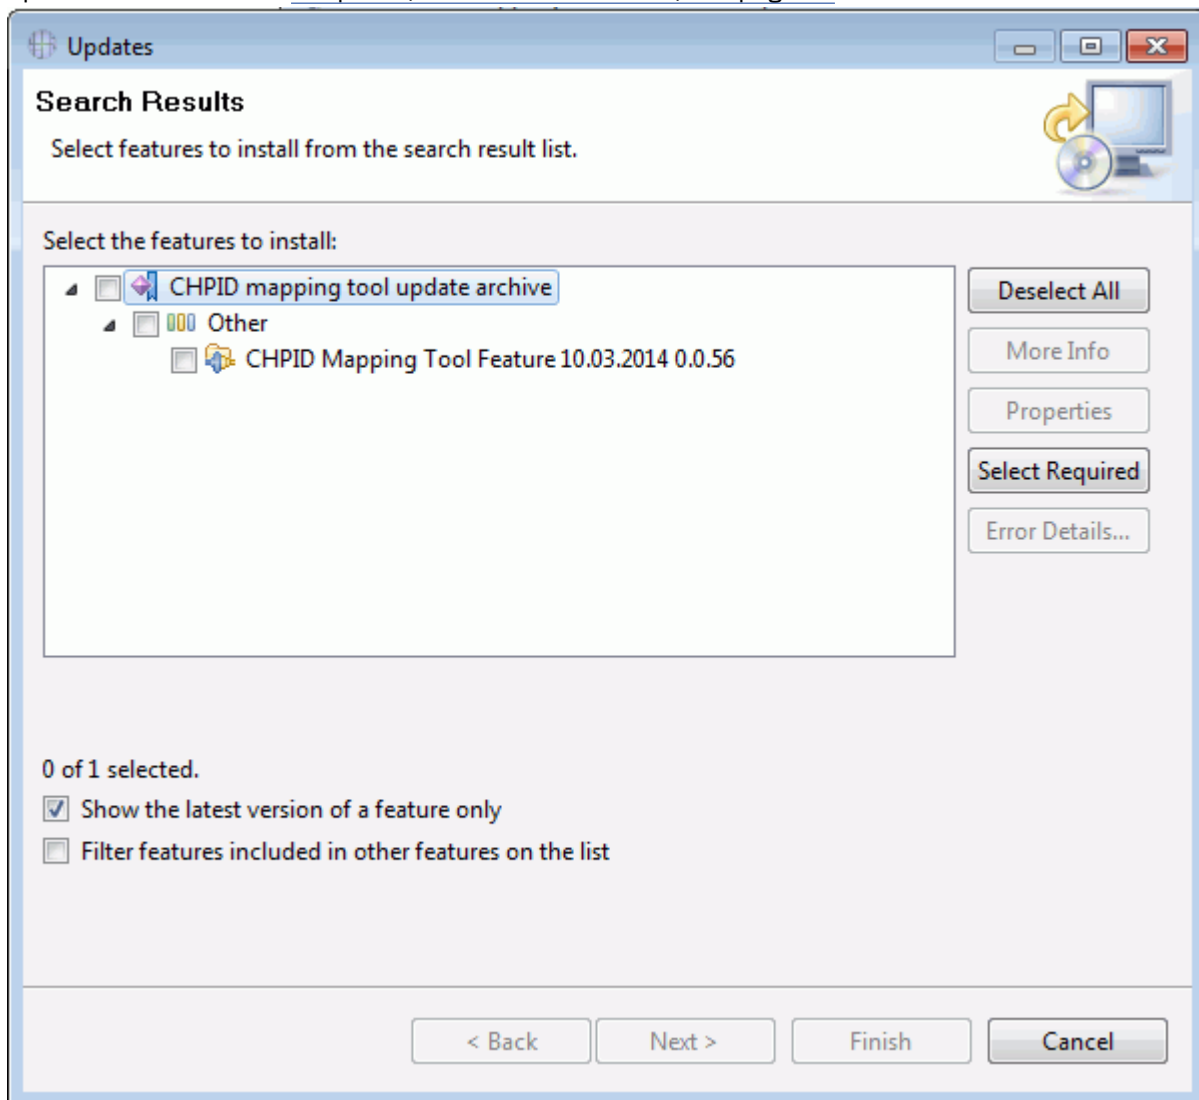 Updates
Search Results
Select features to install from the search result list.
Select the features to install:
CHPID mapping tool update archive
Other
CHPID Mapping Tool Feature 10.03.2014 0.0.56
Deselect All
More Info
Properties
Select Required
Error Details...
0 of 1 selected.
Show the latest version of a feature only
Filter features included in other features on the list
< Back
Next >
Finish
Cancel